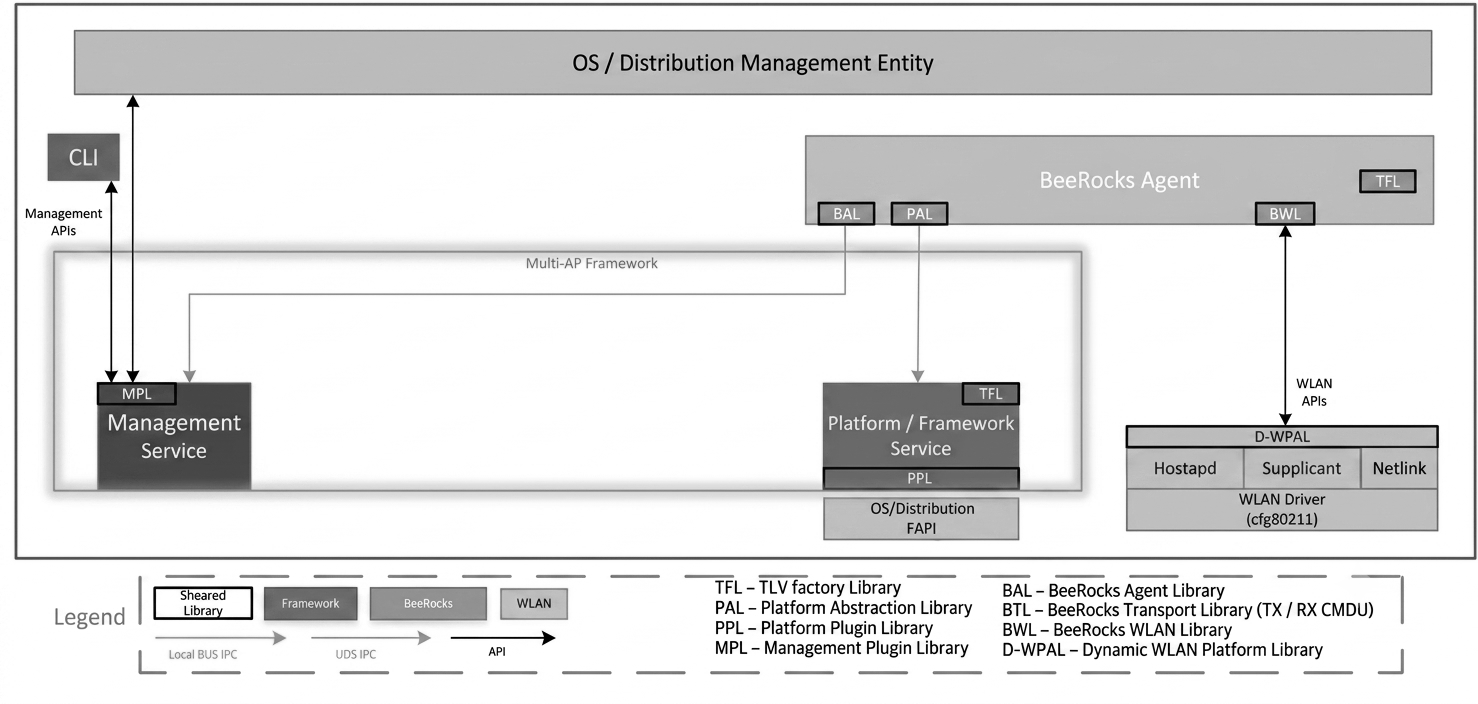 OS / Distribution Management Entity
CLI
Management
APIs
BeeRocks Agent
TFL
BAL
PAL
BWL
Multi-AP Framework
MPL
Management
Service
TFL
Platform / Framework
Service
PPL
OS/Distribution
FAPI
WLAN
APIs
D-WPAL
Hostapd
Supplicant
Netlink
WLAN Driver
(cfg80211)
Legend
Sheared
Library
Framework
BeeRocks
WLAN
Local BUS IPC
UDS IPC
API
TFL – TLV factory Library
PAL – Platform Abstraction Library
PPL – Platform Plugin Library
MPL – Management Plugin Library
BAL – BeeRocks Agent Library
BTL – BeeRocks Transport Library (TX / RX CMDU)
BWL – BeeRocks WLAN Library
D-WPAL – Dynamic WLAN Platform Library